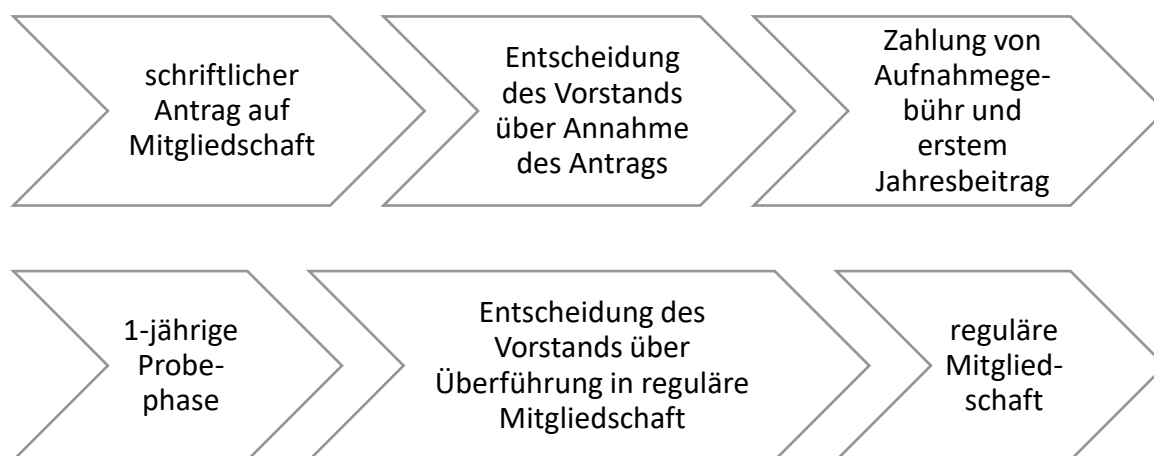 schriftlicher
Antrag auf
Mitgliedschaft
Entscheidung
des Vorstands
über Annahme
des Antrags
Zahlung von
Aufnahmege-
bühr und
erstem
Jahresbeitrag
1-jährige
Probe-
phase
Entscheidung des
Vorstands über
Überführung in reguläre
Mitgliedschaft
reguläre
Mitglied-
schaft